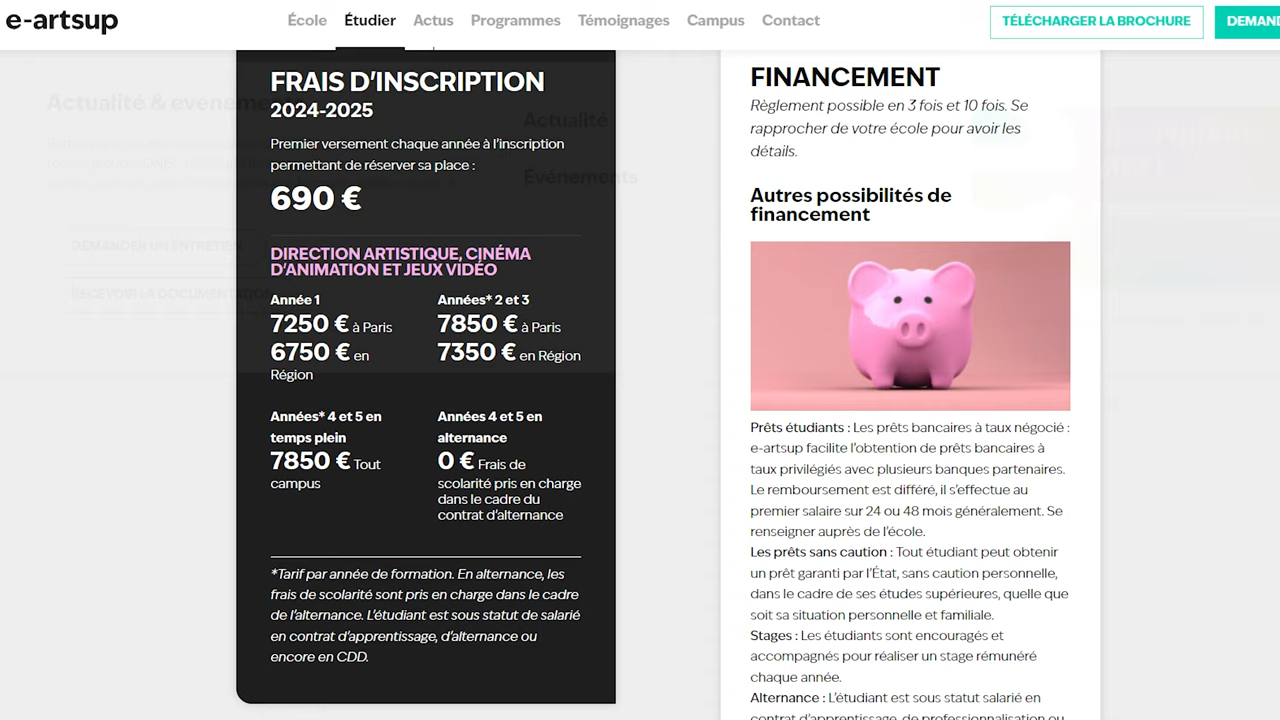 e-artsup
École Étudier Actus Programmes Témoignages Campus Contact
TÉLÉCHARGER LA BROCHURE
DEMAND
Actualité & evenements
Actualité
Événements
DEMANDER UN ENTRETIEN
RECEVOIR LA DOCUMENTATION
FRAIS D'INSCRIPTION
2024-2025
Premier versement chaque année à l'inscription
permettant de réserver sa place :
690 €
DIRECTION ARTISTIQUE, CINÉMA
D'ANIMATION ET JEUX VIDÉO
Année 1
7250 € à Paris
6750 € en
Région
Années* 2 et 3
7850 € à Paris
7350 € en Région
Années* 4 et 5 en
temps plein
7850 € Tout
campus
Années 4 et 5 en
alternance
0 € Frais de
scolarité pris en charge
dans le cadre du
contrat d'alternance
*Tarif par année de formation. En alternance, les
frais de scolarité sont pris en charge dans le cadre
de l'alternance. L'étudiant est sous statut de salarié
en contrat d'apprentissage, d'alternance ou
encore en CDD.
FINANCEMENT
Règlement possible en 3 fois et 10 fois. Se
rapprocher de votre école pour avoir les
détails.
Autres possibilités de
financement
Prêts étudiants : Les prêts bancaires à taux négocié :
e-artsup facilite l'obtention de prêts bancaires à
taux privilégiés avec plusieurs banques partenaires.
Le remboursement est différé, il s'effectue au
premier salaire sur 24 ou 48 mois généralement. Se
renseigner auprès de l'école.
Les prêts sans caution : Tout étudiant peut obtenir
un prêt garanti par l'État, sans caution personnelle,
dans le cadre de ses études supérieures, quelle que
soit sa situation personnelle et familiale.
Stages : Les étudiants sont encouragés et
accompagnés pour réaliser un stage rémunéré
chaque année.
Alternance : L'étudiant est sous statut salarié en
contrat d'apprentissage, de professionnalisation ou